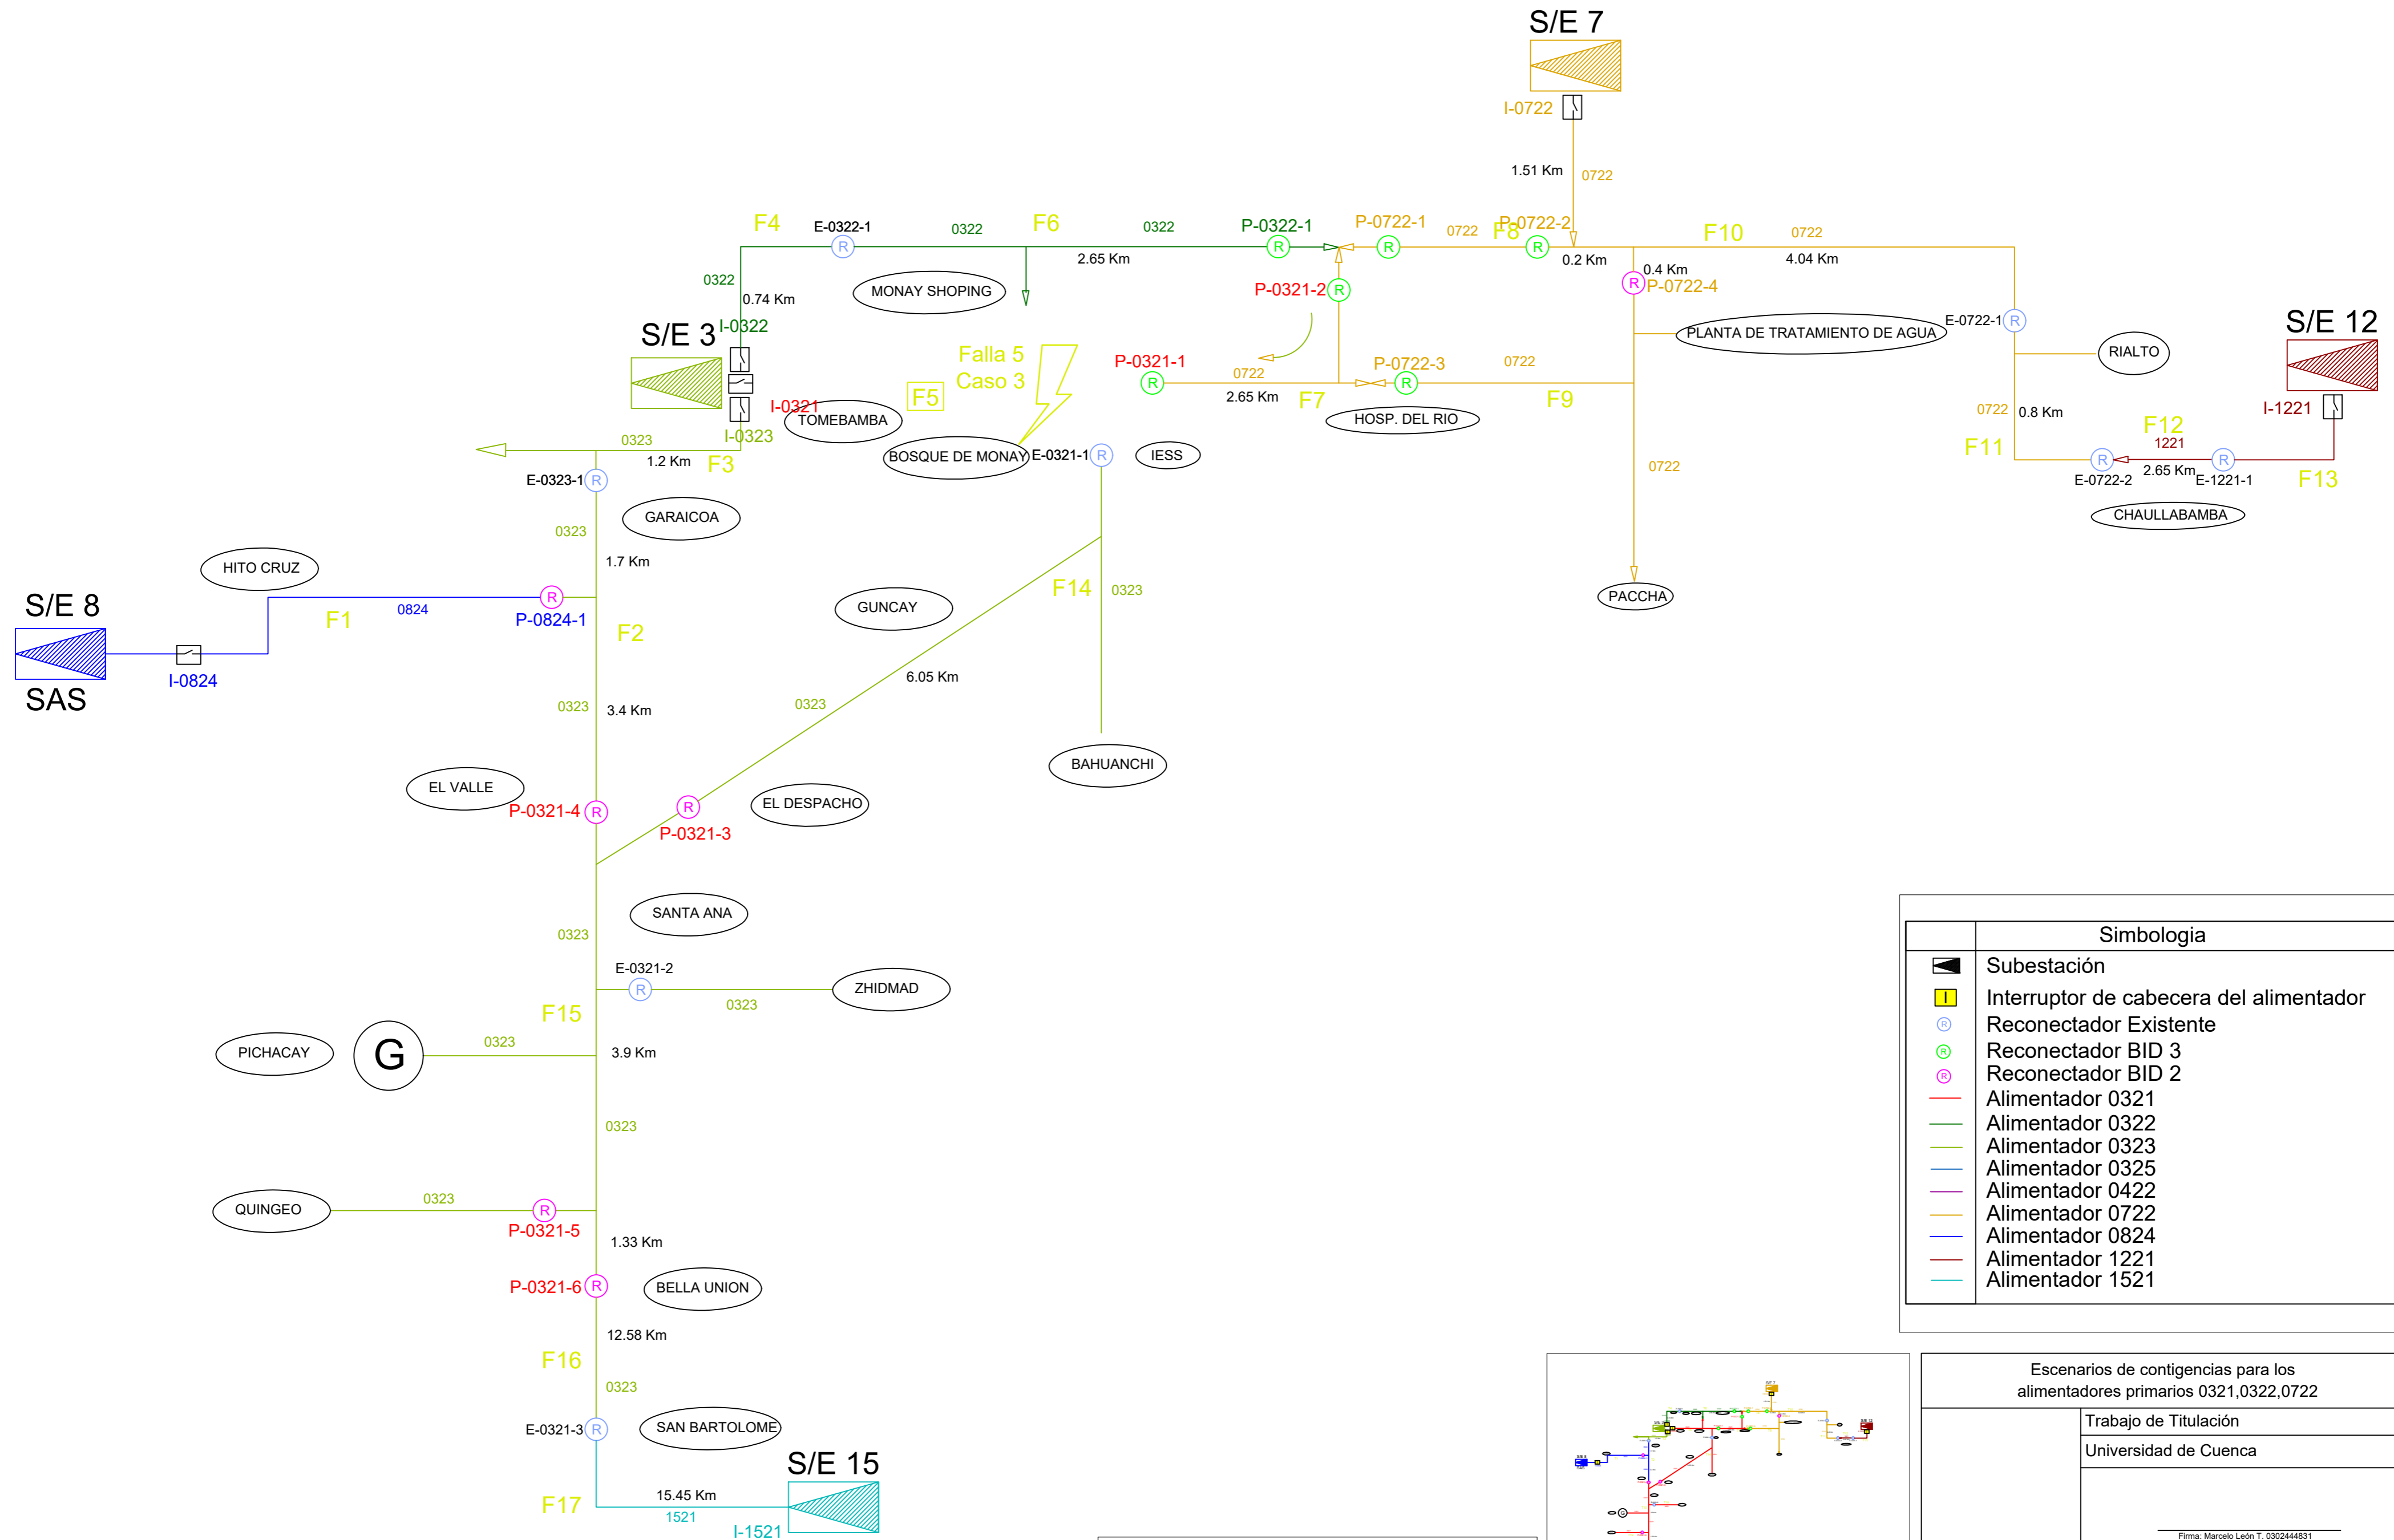 S/E 7
I-0722
1.51 Km
0722
F4
E-0322-1
R
0322
F6
0322
P-0322-1
R
P-0722-1
R
0722
F8
P-0722-2
R
F10
0722
0322
0.74 Km
2.65 Km
0.2 Km
0.4 Km
4.04 Km
MONAY SHOPING
P-0321-2
R
R
P-0722-4
S/E 3
I-0322
PLANTA DE TRATAMIENTO DE AGUA
E-0722-1
R
RIALTO
S/E 12
Falla 5
Caso 3
F5
P-0321-1
R
0722
2.65 Km
F7
P-0722-3
R
0722
F9
I-0321
TOMEBAMBA
I-0323
HOSP. DEL RIO
0722
0.8 Km
I-1221
F12
1221
F11
R
E-0722-2
2.65 Km
R
E-1221-1
F13
CHAULLABAMBA
0323
1.2 Km
F3
BOSQUE DE MONAY
E-0321-1
R
IESS
0722
E-0323-1
R
GARAICOA
0323
1.7 Km
HITO CRUZ
S/E 8
SAS
I-0824
F1
0824
R
P-0824-1
F2
GUNCAY
F14
0323
PACCHA
0323
3.4 Km
0323
6.05 Km
BAHUANCHI
EL VALLE
P-0321-4
R
R
P-0321-3
EL DESPACHO
SANTA ANA
0323
E-0321-2
R
0323
ZHIDMAD
F15
PICHACAY
G
0323
3.9 Km
0323
QUINGEO
0323
R
P-0321-5
1.33 Km
P-0321-6
R
BELLA UNION
12.58 Km
F16
0323
E-0321-3
R
SAN BARTOLOME
S/E 15
F17
15.45 Km
1521
I-1521
Simbologia
Subestación
I
Interruptor de cabecera del alimentador
R
Reconectador Existente
R
Reconectador BID 3
R
Reconectador BID 2
Alimentador 0321
Alimentador 0322
Alimentador 0323
Alimentador 0325
Alimentador 0422
Alimentador 0722
Alimentador 0824
Alimentador 1221
Alimentador 1521
Escenarios de contigencias para los
alimentadores primarios 0321,0322,0722
Trabajo de Titulación
Universidad de Cuenca
Firma: Marcelo León T. 0302444831